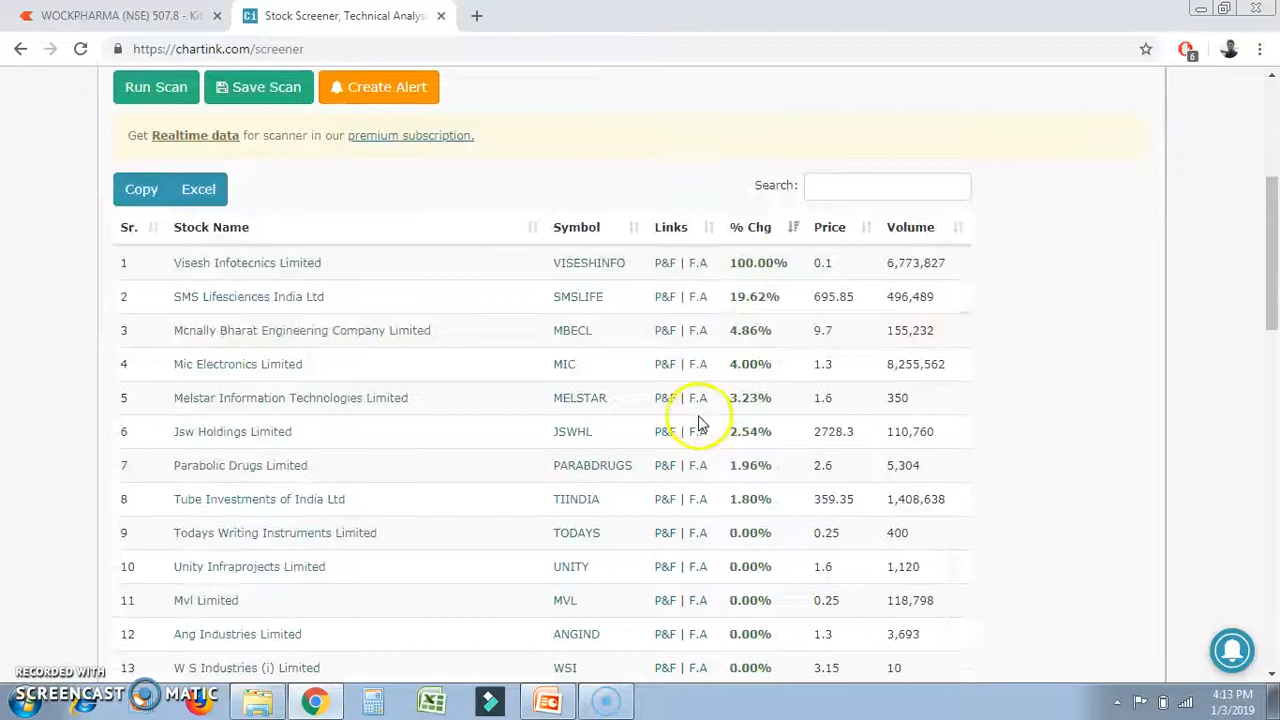 WOCKPHARMA (NSE) 507.8 - Kit
Stock Screener, Technical Analys
https://chartink.com/screener
6
Run Scan Save Scan Create Alert
Get Realtime data for scanner in our premium subscription.
Copy Excel Search:
Sr. Stock Name Symbol Links % Chg Price Volume
1 Visesh Infotecnics Limited VISESHINFO P&F | F.A 100.00% 0.1 6,773,827
2 SMS Lifesciences India Ltd SMSLIFE P&F | F.A 19.62% 695.85 496,489
3 Mcnally Bharat Engineering Company Limited MBECL P&F | F.A 4.86% 9.7 155,232
4 Mic Electronics Limited MIC P&F | F.A 4.00% 1.3 8,255,562
5 Melstar Information Technologies Limited MELSTAR P&F | F.A 3.23% 1.6 350
6 Jsw Holdings Limited JSWHL P&F | F.A 2.54% 2728.3 110,760
7 Parabolic Drugs Limited PARABDRUGS P&F | F.A 1.96% 2.6 5,304
8 Tube Investments of India Ltd TIINDIA P&F | F.A 1.80% 359.35 1,408,638
9 Todays Writing Instruments Limited TODAYS P&F | F.A 0.00% 0.25 400
10 Unity Infraprojects Limited UNITY P&F | F.A 0.00% 1.6 1,120
11 Mvl Limited MVL P&F | F.A 0.00% 0.25 118,798
12 Ang Industries Limited ANGIND P&F | F.A 0.00% 1.3 3,693
13 W S Industries (i) Limited WSI P&F | F.A 0.00% 3.15 10
RECORDED WITH
SCREENCAST MATIC
4:13 PM
1/3/2019